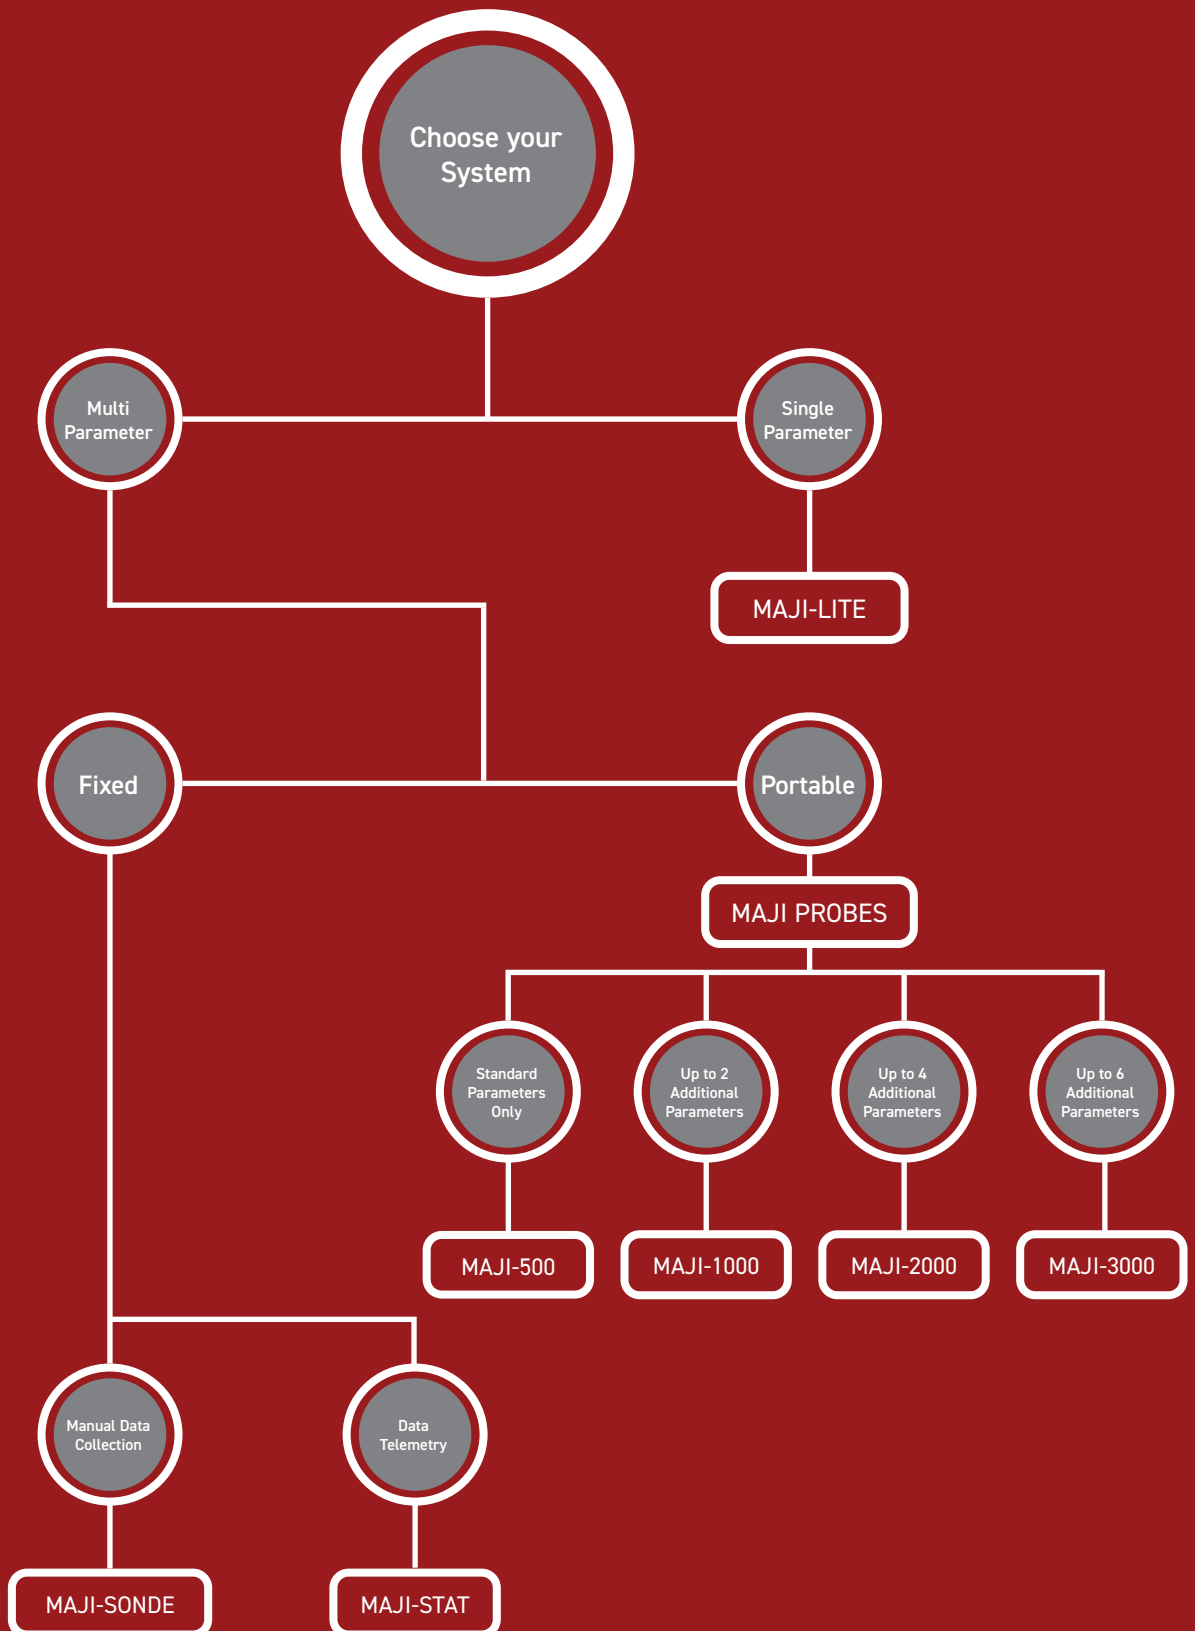 Choose your
System
Multi
Parameter
Single
Parameter
MAJI-LITE
Fixed
Portable
MAJI PROBES
Standard
Parameters
Only
Up to 2
Additional
Parameters
Up to 4
Additional
Parameters
Up to 6
Additional
Parameters
MAJI-500
MAJI-1000
MAJI-2000
MAJI-3000
Manual Data
Collection
Data
Telemetry
MAJI-SONDE
MAJI-STAT